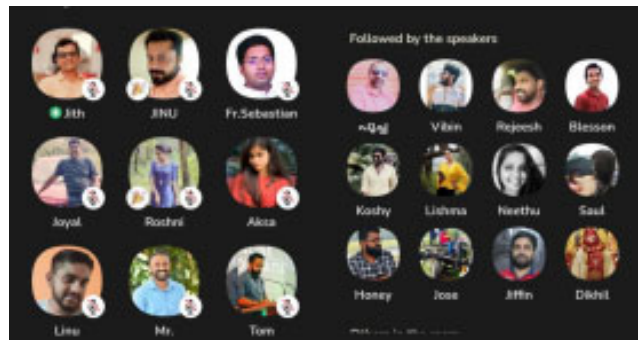 Jith JINU Fr.Sebastian
Joyal Roshni Aksa
Linu Mr. Tom
Followed by the speakers
Vibin Rejeesh Blesson
Koshy Lishma Neethu Saul
Honey Jose Jiffin Dikhil